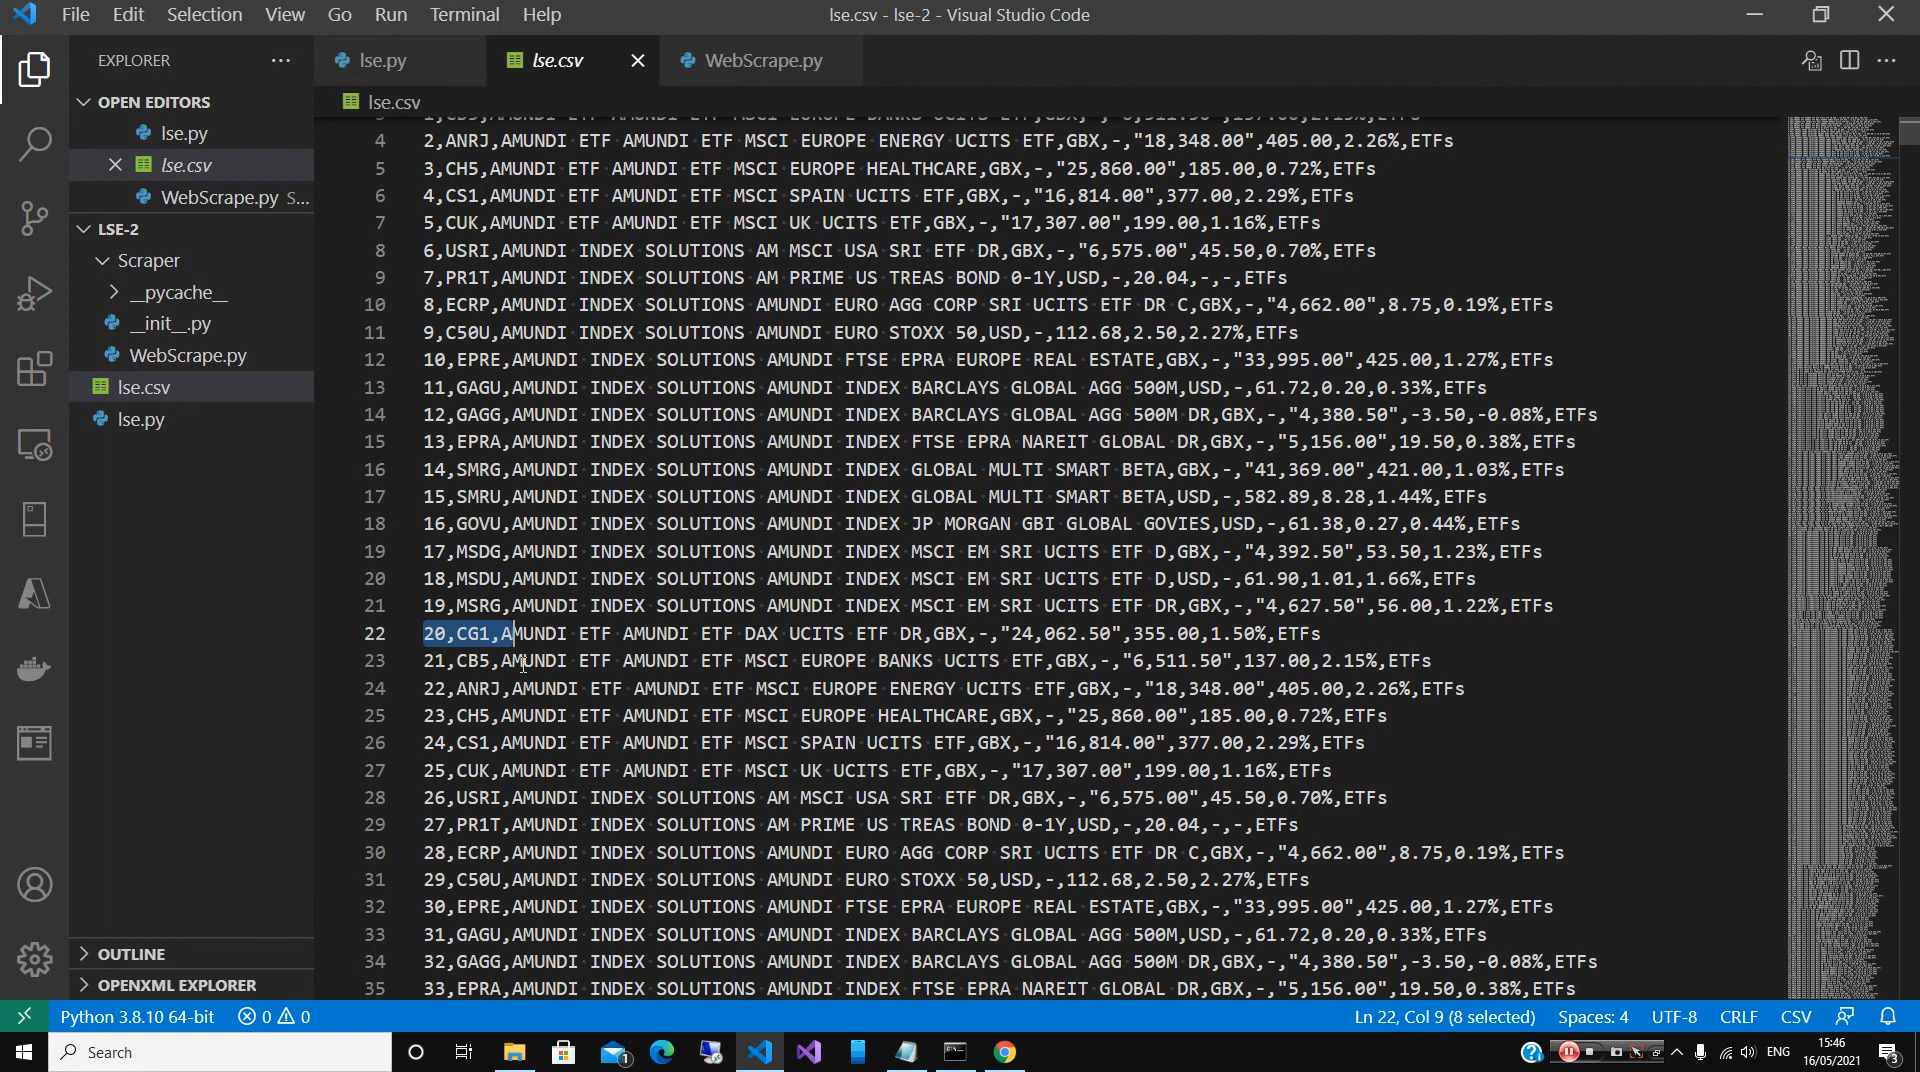 File Edit Selection View Go Run Terminal Help
lse.csv - lse-2 - Visual Studio Code
EXPLORER
lse.py
lse.csv
WebScrape.py
OPEN EDITORS
lse.py
lse.csv
WebScrape.py S...
LSE-2
Scraper
__pycache__
__init__.py
WebScrape.py
lse.csv
lse.py
OUTLINE
OPENXML EXPLORER
lse.csv
4 2,ANRJ,AMUNDI ETF AMUNDI ETF MSCI EUROPE ENERGY UCITS ETF,GBX,-,"18,348.00",405.00,2.26%,ETFs
5 3,CH5,AMUNDI ETF AMUNDI ETF MSCI EUROPE HEALTHCARE,GBX,-,"25,860.00",185.00,0.72%,ETFs
6 4,CS1,AMUNDI ETF AMUNDI ETF MSCI SPAIN UCITS ETF,GBX,-,"16,814.00",377.00,2.29%,ETFs
7 5,CUK,AMUNDI ETF AMUNDI ETF MSCI UK UCITS ETF,GBX,-,"17,307.00",199.00,1.16%,ETFs
8 6,USRI,AMUNDI INDEX SOLUTIONS AM MSCI USA SRI ETF DR,GBX,-,"6,575.00",45.50,0.70%,ETFs
9 7,PR1T,AMUNDI INDEX SOLUTIONS AM PRIME US TREAS BOND 0-1Y,USD,-,20.04,-,-,ETFs
10 8,ECRP,AMUNDI INDEX SOLUTIONS AMUNDI EURO AGG CORP SRI UCITS ETF DR C,GBX,-,"4,662.00",8.75,0.19%,ETFs
11 9,C50U,AMUNDI INDEX SOLUTIONS AMUNDI EURO STOXX 50,USD,-,112.68,2.50,2.27%,ETFs
12 10,EPRE,AMUNDI INDEX SOLUTIONS AMUNDI FTSE EPRA EUROPE REAL ESTATE,GBX,-,"33,995.00",425.00,1.27%,ETFs
13 11,GAGU,AMUNDI INDEX SOLUTIONS AMUNDI INDEX BARCLAYS GLOBAL AGG 500M,USD,-,61.72,0.20,0.33%,ETFs
14 12,GAGG,AMUNDI INDEX SOLUTIONS AMUNDI INDEX BARCLAYS GLOBAL AGG 500M DR,GBX,-,"4,380.50",-3.50,-0.08%,ETFs
15 13,EPRA,AMUNDI INDEX SOLUTIONS AMUNDI INDEX FTSE EPRA NAREIT GLOBAL DR,GBX,-,"5,156.00",19.50,0.38%,ETFs
16 14,SMRG,AMUNDI INDEX SOLUTIONS AMUNDI INDEX GLOBAL MULTI SMART BETA,GBX,-,"41,369.00",421.00,1.03%,ETFs
17 15,SMRU,AMUNDI INDEX SOLUTIONS AMUNDI INDEX GLOBAL MULTI SMART BETA,USD,-,582.89,8.28,1.44%,ETFs
18 16,GOVU,AMUNDI INDEX SOLUTIONS AMUNDI INDEX JP MORGAN GBI GLOBAL GOVIES,USD,-,61.38,0.27,0.44%,ETFs
19 17,MSDG,AMUNDI INDEX SOLUTIONS AMUNDI INDEX MSCI EM SRI UCITS ETF D,GBX,-,"4,392.50",53.50,1.23%,ETFs
20 18,MSDU,AMUNDI INDEX SOLUTIONS AMUNDI INDEX MSCI EM SRI UCITS ETF D,USD,-,61.90,1.01,1.66%,ETFs
21 19,MSRG,AMUNDI INDEX SOLUTIONS AMUNDI INDEX MSCI EM SRI UCITS ETF DR,GBX,-,"4,627.50",56.00,1.22%,ETFs
22 20,CG1,AMUNDI ETF AMUNDI ETF DAX UCITS ETF DR,GBX,-,"24,062.50",355.00,1.50%,ETFs
23 21,CB5,AMUNDI ETF AMUNDI ETF MSCI EUROPE BANKS UCITS ETF,GBX,-,"6,511.50",137.00,2.15%,ETFs
24 22,ANRJ,AMUNDI ETF AMUNDI ETF MSCI EUROPE ENERGY UCITS ETF,GBX,-,"18,348.00",405.00,2.26%,ETFs
25 23,CH5,AMUNDI ETF AMUNDI ETF MSCI EUROPE HEALTHCARE,GBX,-,"25,860.00",185.00,0.72%,ETFs
26 24,CS1,AMUNDI ETF AMUNDI ETF MSCI SPAIN UCITS ETF,GBX,-,"16,814.00",377.00,2.29%,ETFs
27 25,CUK,AMUNDI ETF AMUNDI ETF MSCI UK UCITS ETF,GBX,-,"17,307.00",199.00,1.16%,ETFs
28 26,USRI,AMUNDI INDEX SOLUTIONS AM MSCI USA SRI ETF DR,GBX,-,"6,575.00",45.50,0.70%,ETFs
29 27,PR1T,AMUNDI INDEX SOLUTIONS AM PRIME US TREAS BOND 0-1Y,USD,-,20.04,-,-,ETFs
30 28,ECRP,AMUNDI INDEX SOLUTIONS AMUNDI EURO AGG CORP SRI UCITS ETF DR C,GBX,-,"4,662.00",8.75,0.19%,ETFs
31 29,C50U,AMUNDI INDEX SOLUTIONS AMUNDI EURO STOXX 50,USD,-,112.68,2.50,2.27%,ETFs
32 30,EPRE,AMUNDI INDEX SOLUTIONS AMUNDI FTSE EPRA EUROPE REAL ESTATE,GBX,-,"33,995.00",425.00,1.27%,ETFs
33 31,GAGU,AMUNDI INDEX SOLUTIONS AMUNDI INDEX BARCLAYS GLOBAL AGG 500M,USD,-,61.72,0.20,0.33%,ETFs
34 32,GAGG,AMUNDI INDEX SOLUTIONS AMUNDI INDEX BARCLAYS GLOBAL AGG 500M DR,GBX,-,"4,380.50",-3.50,-0.08%,ETFs
35 33,EPRA,AMUNDI INDEX SOLUTIONS AMUNDI INDEX FTSE EPRA NAREIT GLOBAL DR,GBX,-,"5,156.00",19.50,0.38%,ETFs
Python 3.8.10 64-bit 0 0
Ln 22, Col 9 (8 selected) Spaces: 4 UTF-8 CRLF CSV
Search
1
ENG
15:46
16/05/2021
3